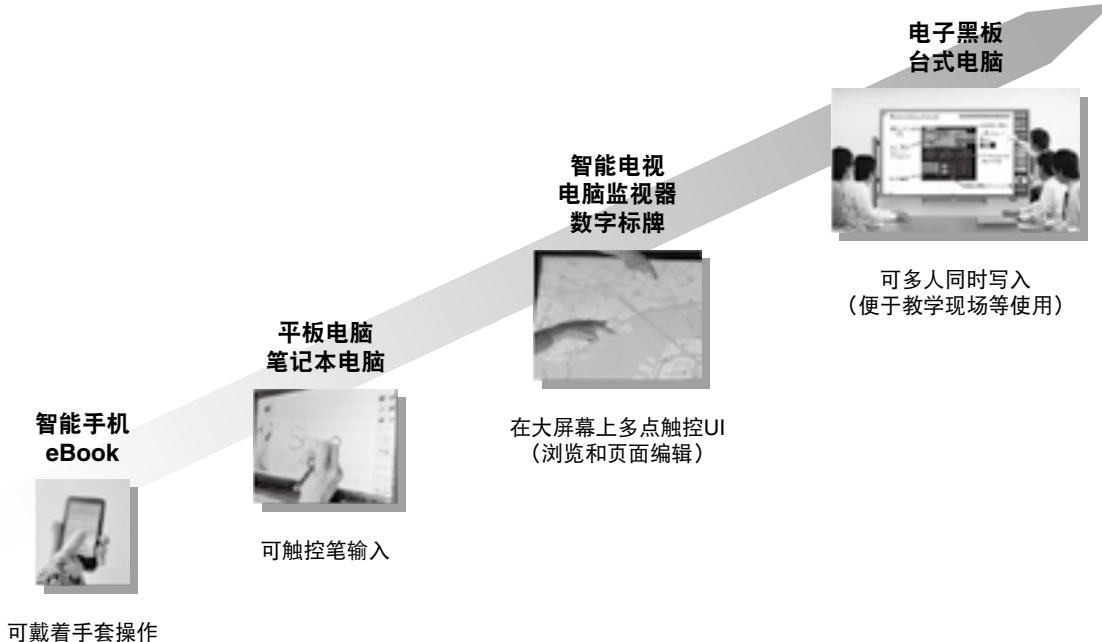 电子黑板
台式电脑
智能电视
电脑监视器
数字标牌
可多人同时写入
（便于教学现场等使用）
平板电脑
笔记本电脑
智能手机
eBook
在大屏幕上多点触控UI
（浏览和页面编辑）
可触控笔输入
可戴着手套操作